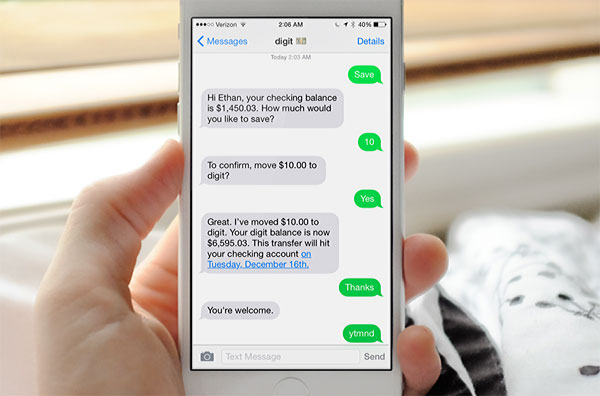 Verizon 2:06 AM 40%
Messages digit Details
Today 2:03 AM
Save
Hi Ethan, your checking balance
is $1,450.03. How much would
you like to save?
10
To confirm, move $10.00 to
digit?
Yes
Great. I've moved $10.00 to
digit. Your digit balance is now
$6,595.03. This transfer will hit
your checking account on
Tuesday, December 16th.
Thanks
You're welcome.
ytmnd
Text Message Send